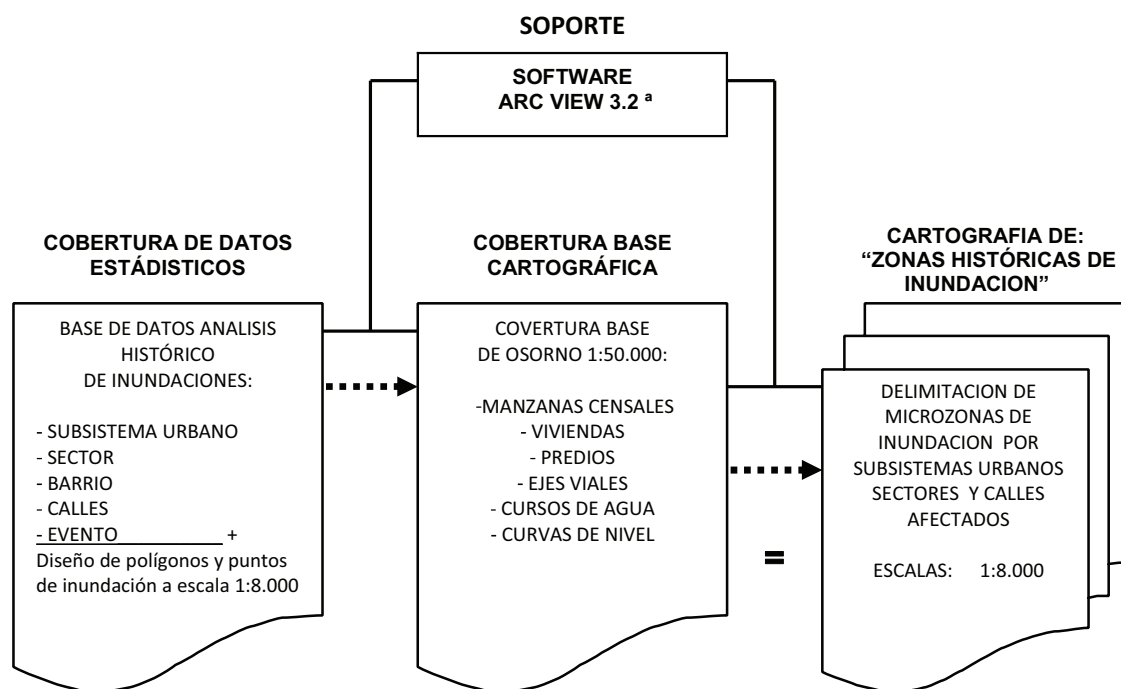 SOPORTE
SOFTWARE
ARC VIEW 3.2 ª
COBERTURA DE DATOS
ESTÁDISTICOS
BASE DE DATOS ANALISIS
HISTÓRICO
DE INUNDACIONES:
- SUBSISTEMA URBANO
- SECTOR
- BARRIO
- CALLES
- EVENTO____________ +
Diseño de polígonos y puntos
de inundación a escala 1:8.000
COBERTURA BASE
CARTOGRÁFICA
COVERTURA BASE
DE OSORNO 1:50.000:
-MANZANAS CENSALES
- VIVIENDAS
- PREDIOS
- EJES VIALES
- CURSOS DE AGUA
- CURVAS DE NIVEL
=
CARTOGRAFIA DE:
“ZONAS HISTÓRICAS DE
INUNDACION”
DELIMITACION DE
MICROZONAS DE
INUNDACION POR
SUBSISTEMAS URBANOS
SECTORES Y CALLES
AFECTADOS
ESCALAS: 1:8.000